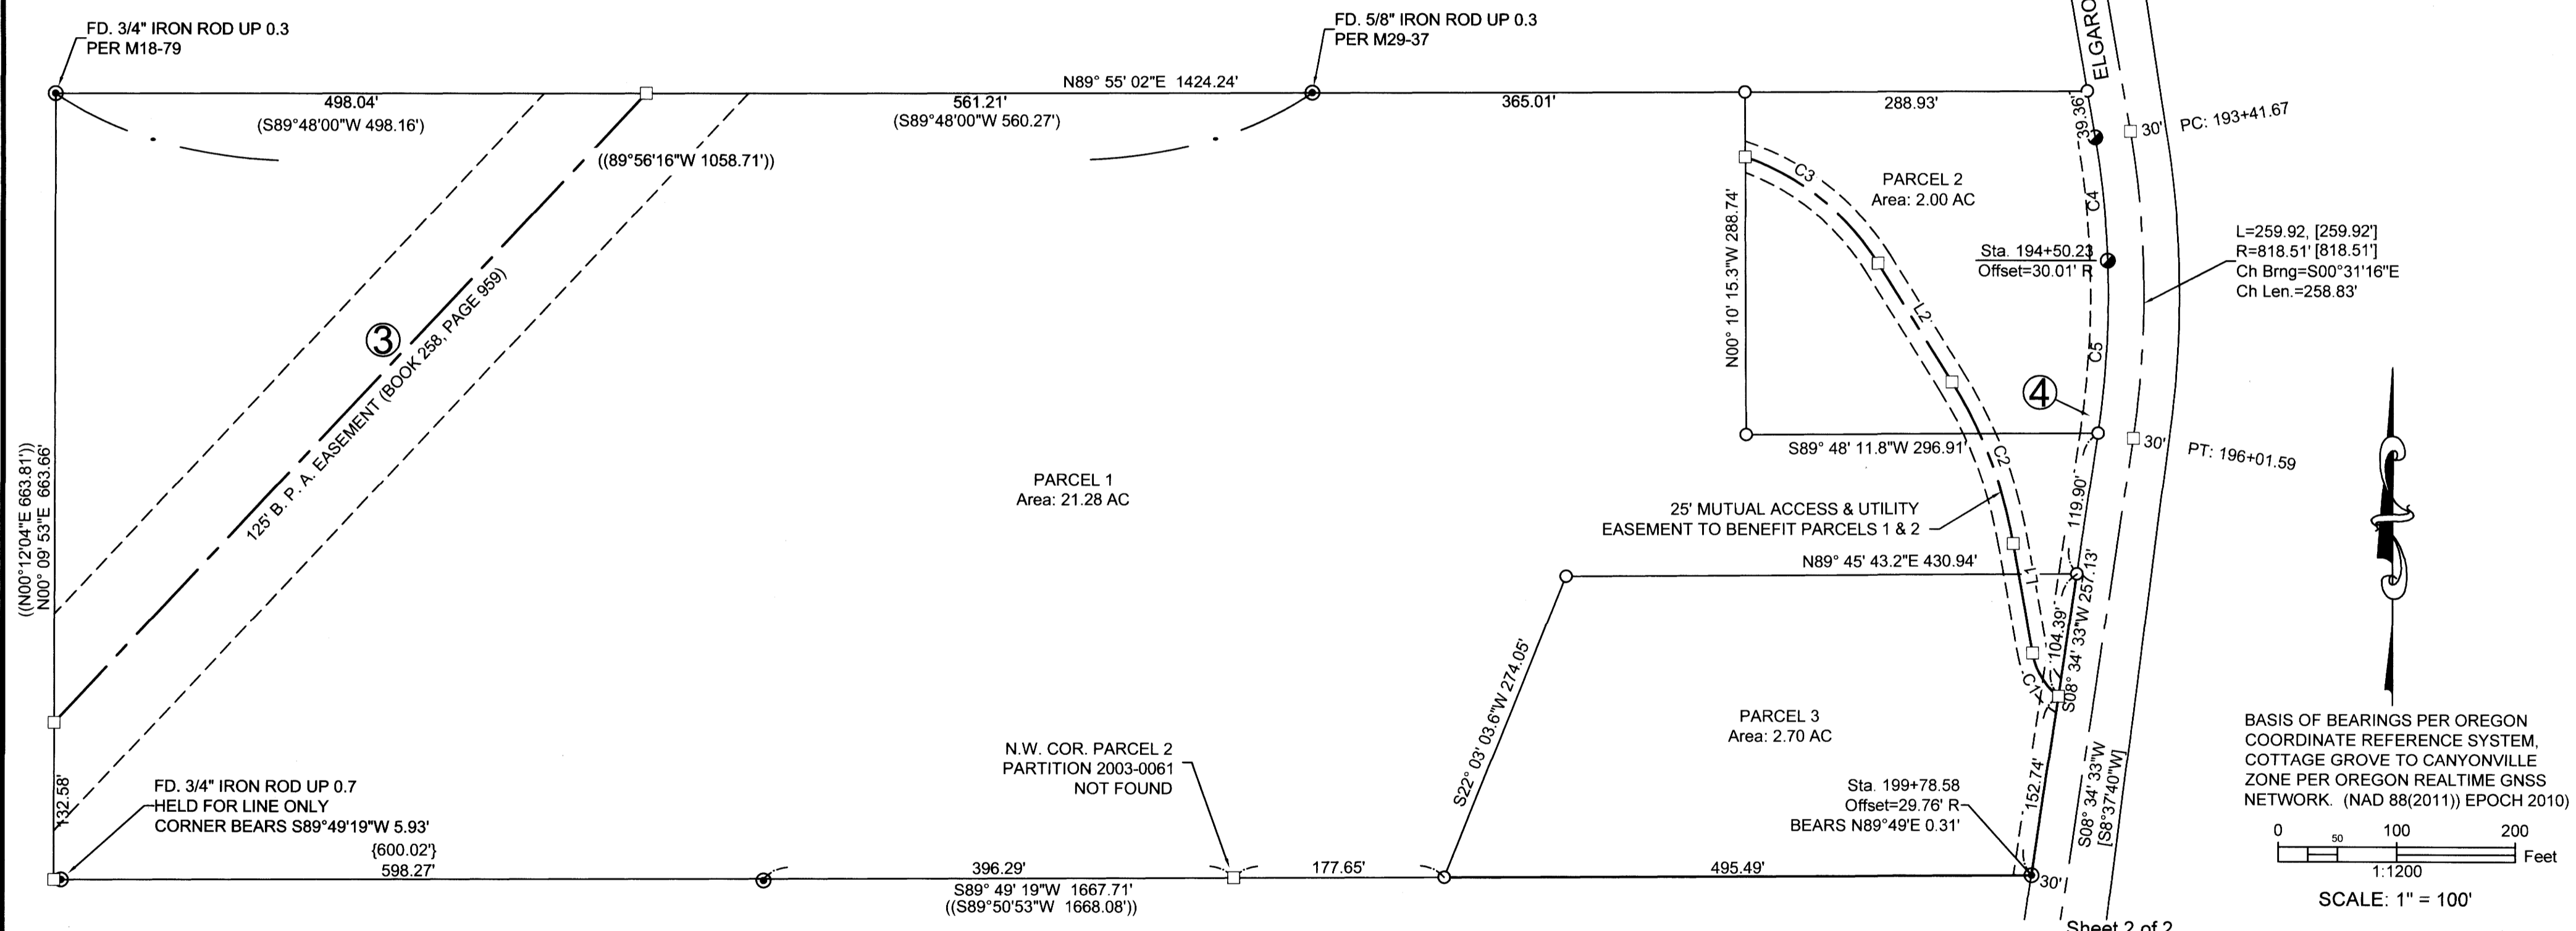 FD. 3/4" IRON ROD UP 0.3
PER M18-79
FD. 5/8" IRON ROD UP 0.3
PER M29-37
N89° 55' 02"E 1424.24'
498.04'
(S89°48'00"W 498.16')
561.21'
(S89°48'00"W 560.27')
((89°56'16"W 1058.71'))
365.01'
288.93'
39.36'
30'
PC: 193+41.67
C3
PARCEL 2
Area: 2.00 AC
C4
N00° 10' 15.3"W 288.74'
Sta. 194+50.23
Offset=30.01' R
L=259.92, [259.92']
R=818.51' [818.51']
Ch Brng=S00°31'16"E
Ch Len.=258.83'
L2
C5
3
125' B. P. A. EASEMENT (BOOK 258, PAGE 959)
4
S89° 48' 11.8"W 296.91'
C2
30'
PT: 196+01.59
((N00°12'04"E 663.81'))
N00° 09' 53"E 663.66'
PARCEL 1
Area: 21.28 AC
25' MUTUAL ACCESS & UTILITY
EASEMENT TO BENEFIT PARCELS 1 & 2
119.90'
N89° 45' 43.2"E 430.94'
L1
104.39'
S08° 34' 33"W 257.13'
C1
S22° 03' 03.6"W 274.05'
PARCEL 3
Area: 2.70 AC
N.W. COR. PARCEL 2
PARTITION 2003-0061
NOT FOUND
132.58'
FD. 3/4" IRON ROD UP 0.7
HELD FOR LINE ONLY
CORNER BEARS S89°49'19"W 5.93'
{600.02'}
598.27'
396.29'
S89° 49' 19"W 1667.71'
((S89°50'53"W 1668.08'))
177.65'
495.49'
Sta. 199+78.58
Offset=29.76' R
BEARS N89°49'E 0.31'
152.74'
30'
S08° 34' 33"W
[S8°37'40"W]
BASIS OF BEARINGS PER OREGON
COORDINATE REFERENCE SYSTEM,
COTTAGE GROVE TO CANYONVILLE
ZONE PER OREGON REALTIME GNSS
NETWORK. (NAD 88(2011)) EPOCH 2010)
0 50 100 200
Feet
1:1200
SCALE: 1" = 100'
Sheet 2 of 2